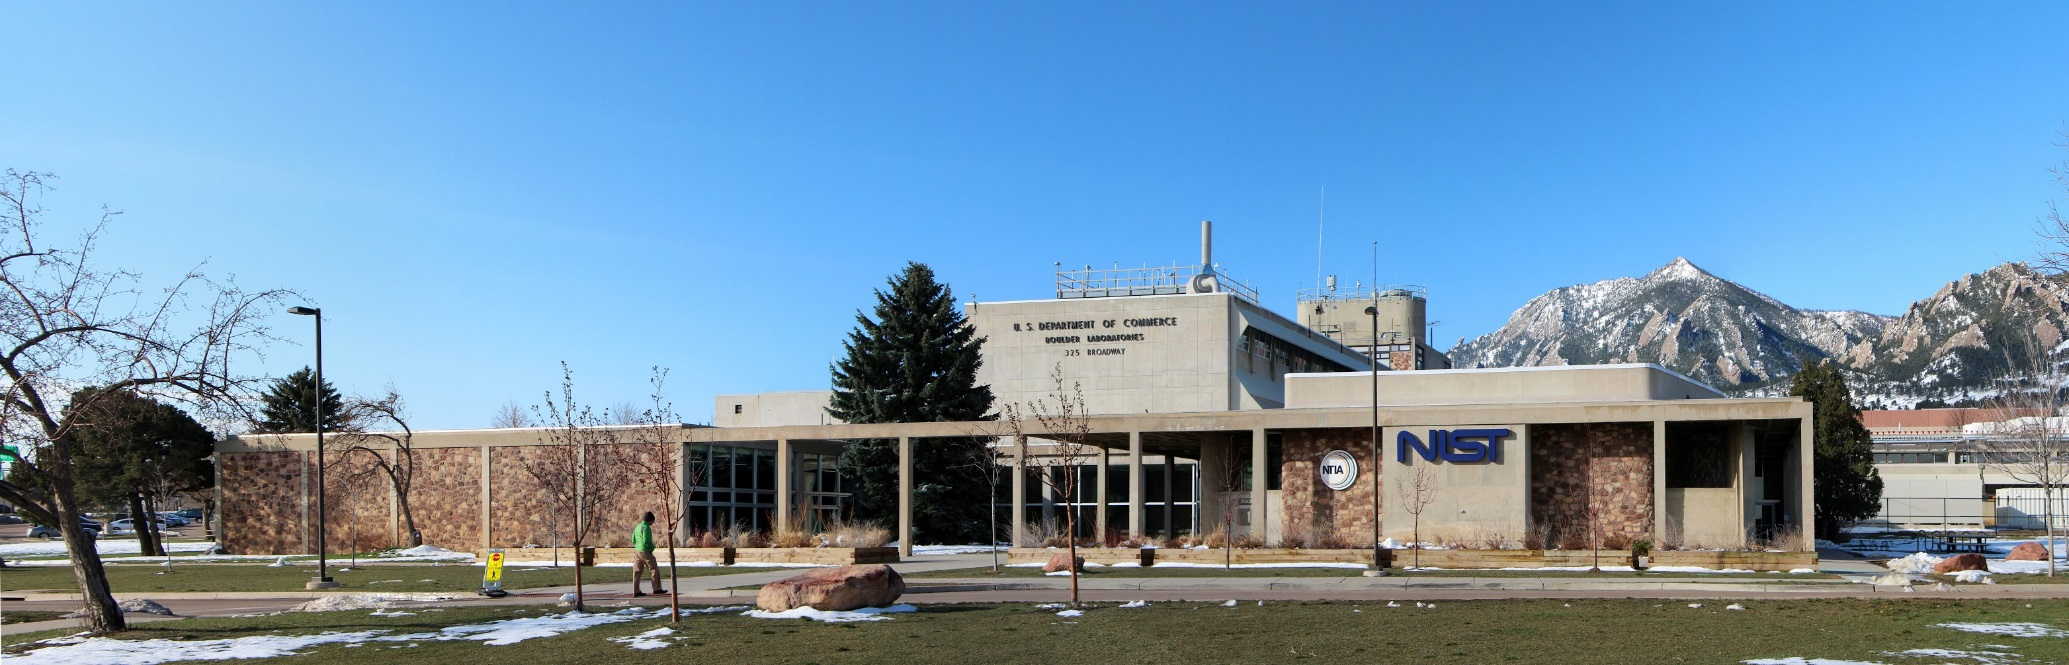 U. S. DEPARTMENT OF COMMERCE
BOULDER LABORATORIES
325 BROADWAY
NTIA
NIST